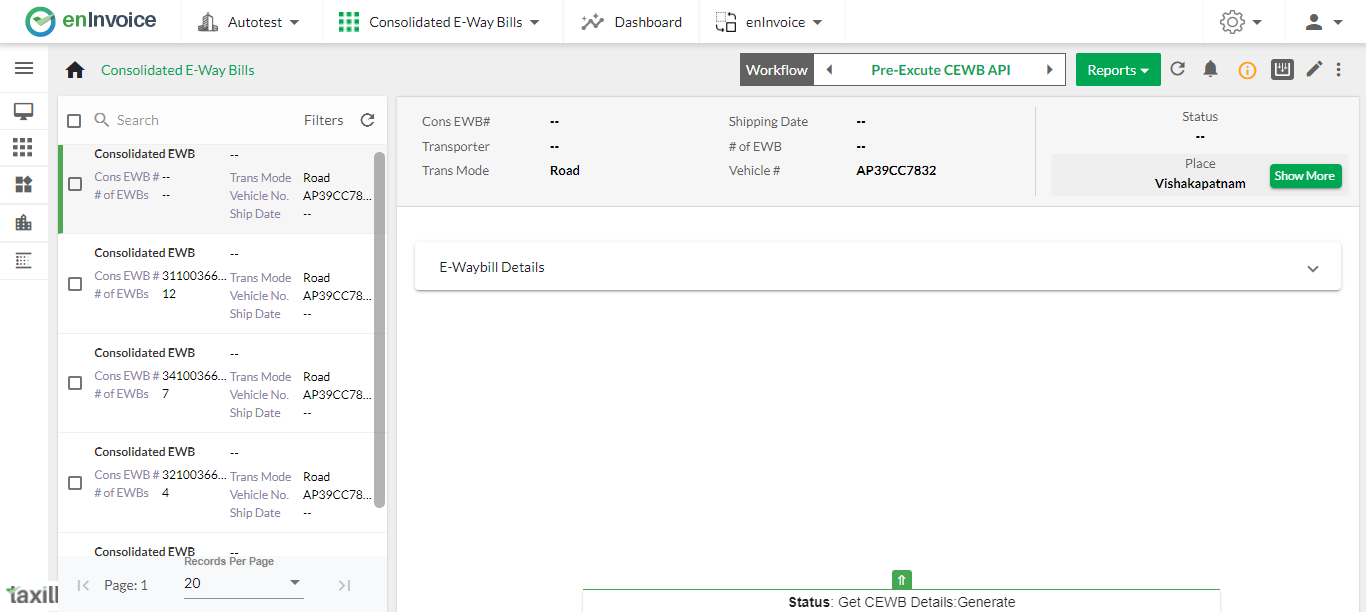 enInvoice
Autotest
Consolidated E-Way Bills
Dashboard
enInvoice
Consolidated E-Way Bills
Workflow
Pre-Excute CEWB API
Reports
Search
Filters
Consolidated EWB --
Cons EWB # -- Trans Mode Road
# of EWBs -- Vehicle No. AP39CC78...
Ship Date --
Consolidated EWB --
Cons EWB # 31100366... Trans Mode Road
# of EWBs 12 Vehicle No. AP39CC78...
Ship Date --
Consolidated EWB --
Cons EWB # 34100366... Trans Mode Road
# of EWBs 7 Vehicle No. AP39CC78...
Ship Date --
Consolidated EWB --
Cons EWB # 32100366... Trans Mode Road
# of EWBs 4 Vehicle No. AP39CC78...
Ship Date --
Consolidated EWB --
Records Per Page
Page: 1 20
taxill
Cons EWB# -- Shipping Date --
Transporter -- # of EWB --
Trans Mode Road Vehicle # AP39CC7832
Status
--
Place
Vishakapatnam
Show More
E-Waybill Details
Status: Get CEWB Details:Generate